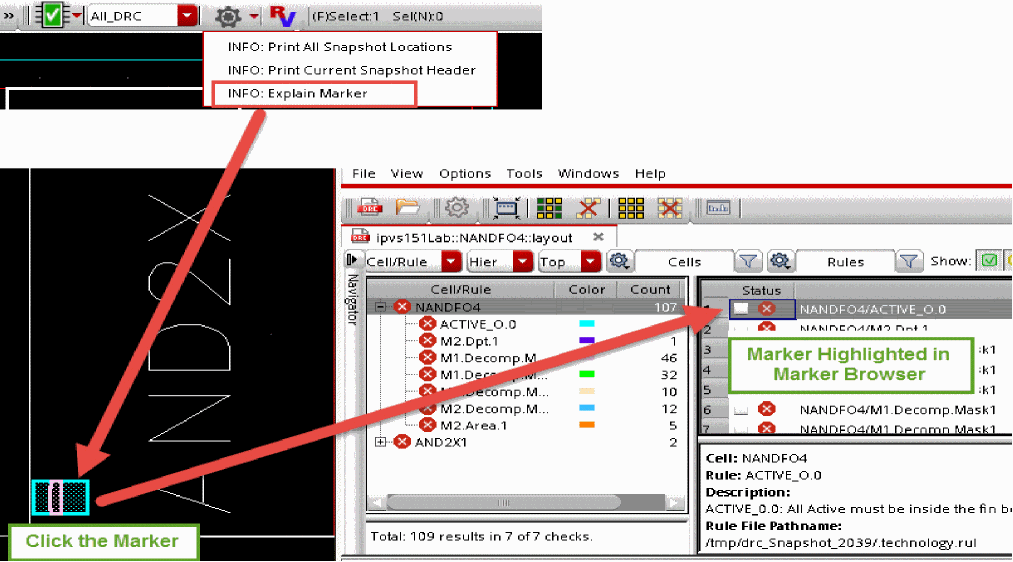 »
All_DRC
RV
(F)Select:1 Sel(N):0
INFO: Print All Snapshot Locations
INFO: Print Current Snapshot Header
INFO: Explain Marker
AND2X
Click the Marker
File View Options Tools Windows Help
DRC
DRC ipvs151Lab::NANDFO4::layout
Cell/Rule Hier Top Cells Rules Show:
Navigator
Cell/Rule Color Count
NANDFO4 107
ACTIVE_O.0
M2.Dpt.1 1
M1.Decomp.M... 46
M1.Decomp.M... 32
M1.Decomp.M... 10
M2.Decomp.M... 12
M2.Area.1 5
AND2X1 2
Total: 109 results in 7 of 7 checks.
Status
1 NANDFO4/ACTIVE_O.0
2 NANDFO4/M2.Dpt.1
3 sk1
4 k1
5 k1
6 NANDFO4/M1.Decomp.Mask1
7 NANDFO4/M1.Decomp.Mask1
Marker Highlighted in
Marker Browser
Cell: NANDFO4
Rule: ACTIVE_O.0
Description:
ACTIVE_0.0: All Active must be inside the fin b
Rule File Pathname:
/tmp/drc_Snapshot_2039/.technology.rul